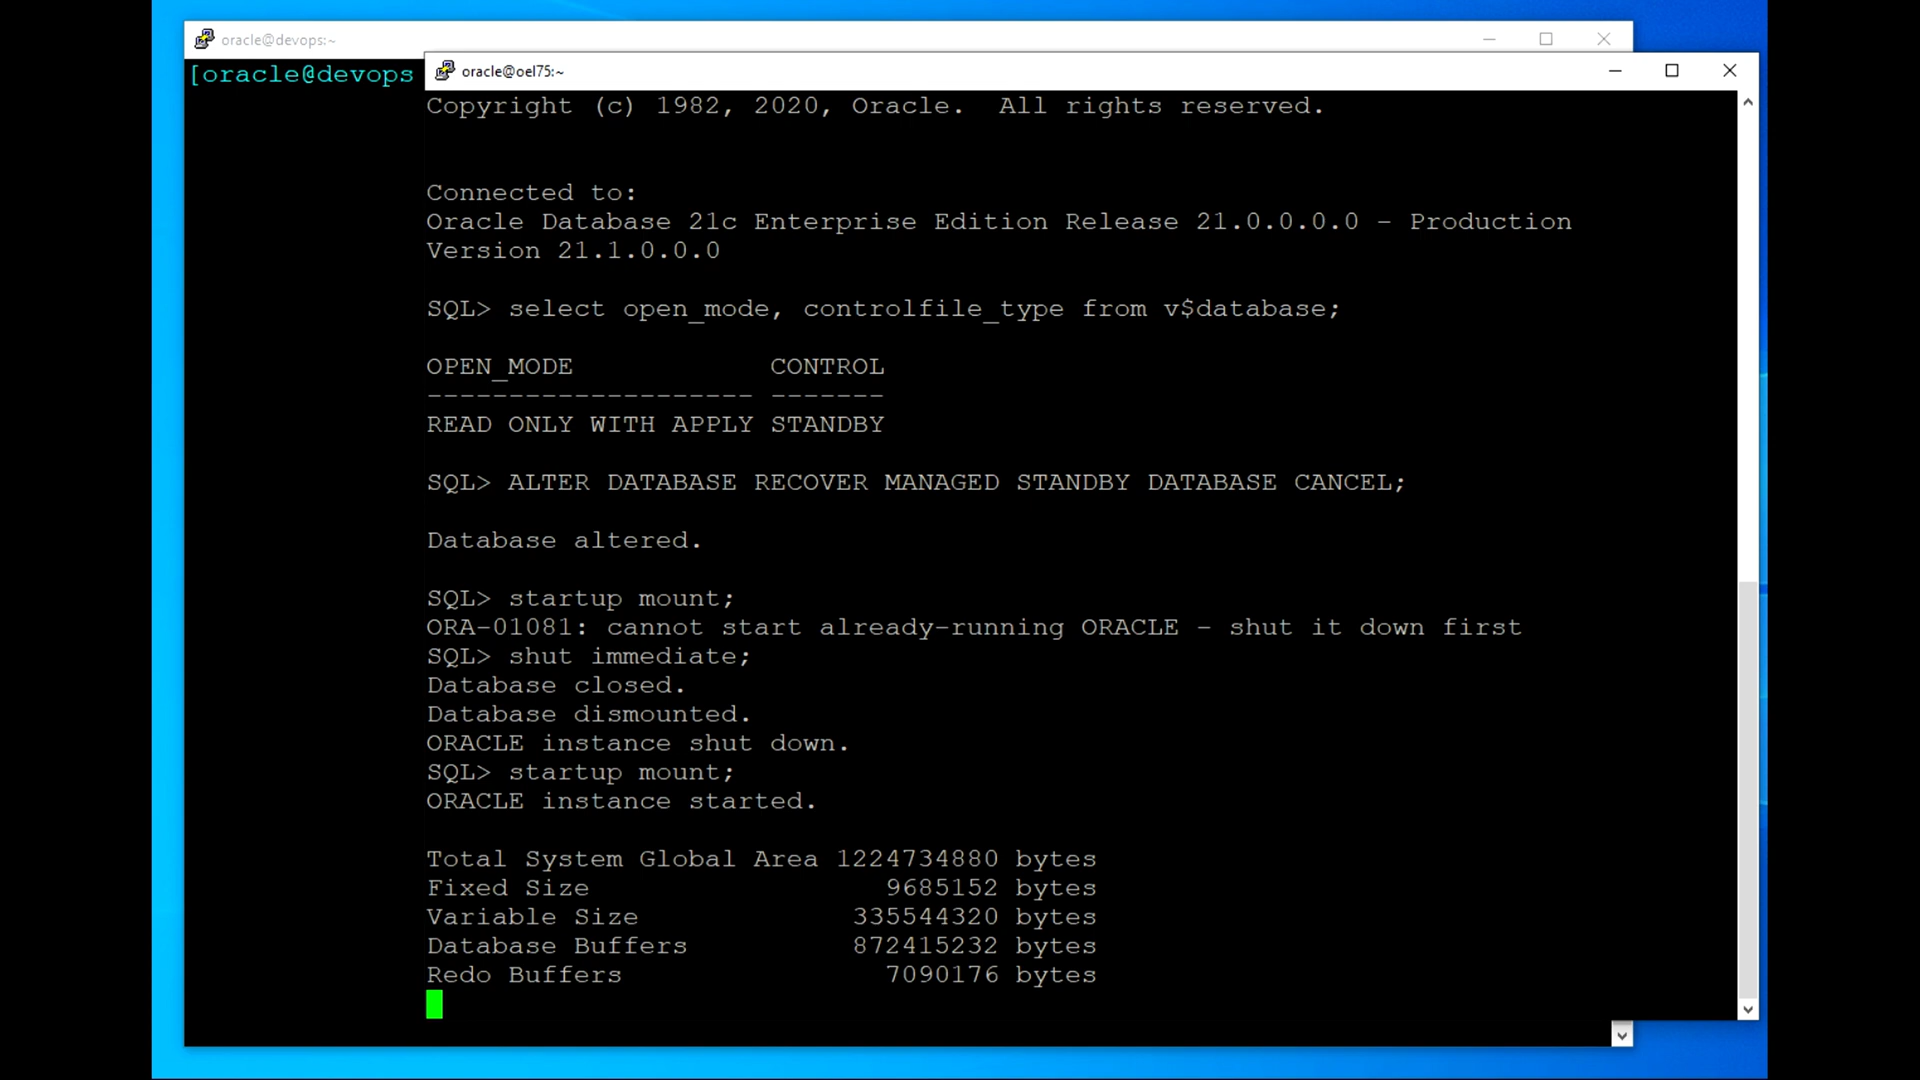 oracle@devops:~
[oracle@devops
oracle@oel75:~
Copyright (c) 1982, 2020, Oracle.  All rights reserved.
Connected to:
Oracle Database 21c Enterprise Edition Release 21.0.0.0.0 - Production
Version 21.1.0.0.0
SQL> select open_mode, controlfile_type from v$database;
OPEN_MODE            CONTROL
-------------------- -------
READ ONLY WITH APPLY STANDBY
SQL> ALTER DATABASE RECOVER MANAGED STANDBY DATABASE CANCEL;
Database altered.
SQL> startup mount;
ORA-01081: cannot start already-running ORACLE - shut it down first
SQL> shut immediate;
Database closed.
Database dismounted.
ORACLE instance shut down.
SQL> startup mount;
ORACLE instance started.
Total System Global Area 1224734880 bytes
Fixed Size                  9685152 bytes
Variable Size             335544320 bytes
Database Buffers          872415232 bytes
Redo Buffers                7090176 bytes